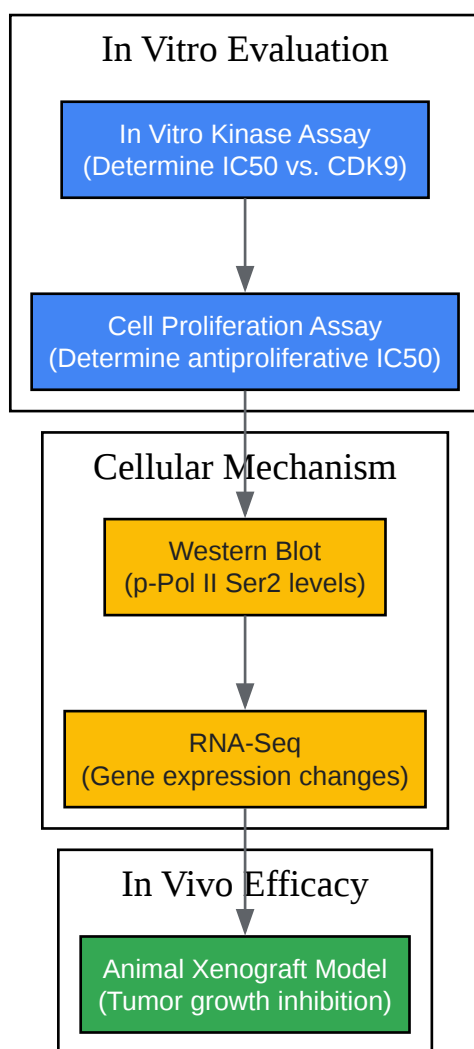 In Vitro Evaluation
In Vitro Kinase Assay
(Determine IC50 vs. CDK9)
Cell Proliferation Assay
(Determine antiproliferative IC50)
Cellular Mechanism
Western Blot
(p-Pol II Ser2 levels)
RNA-Seq
(Gene expression changes)
In Vivo Efficacy
Animal Xenograft Model
(Tumor growth inhibition)